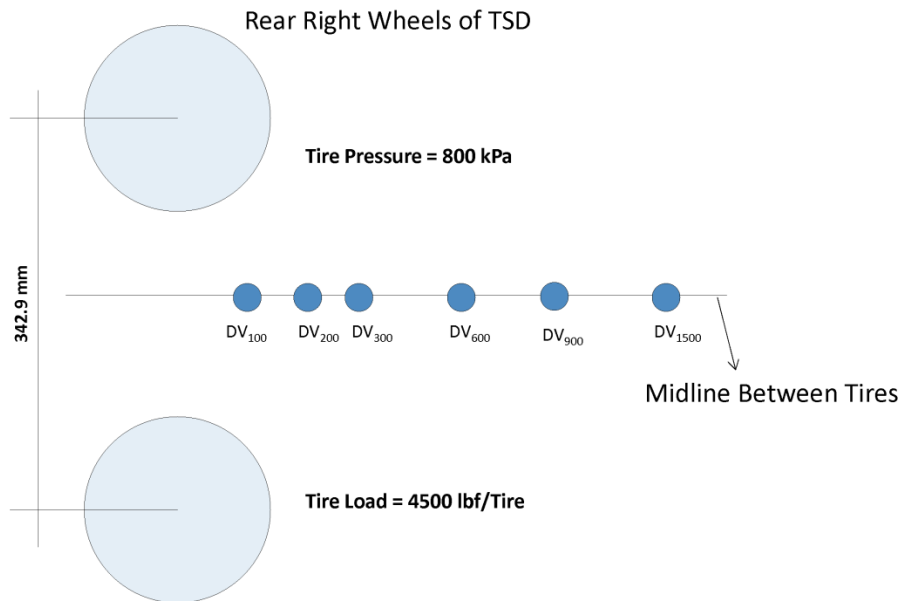 Rear Right Wheels of TSD
Tire Pressure = 800 kPa
342.9 mm
DV100
DV200
DV300
DV600
DV900
DV1500
Midline Between Tires
Tire Load = 4500 lbf/Tire